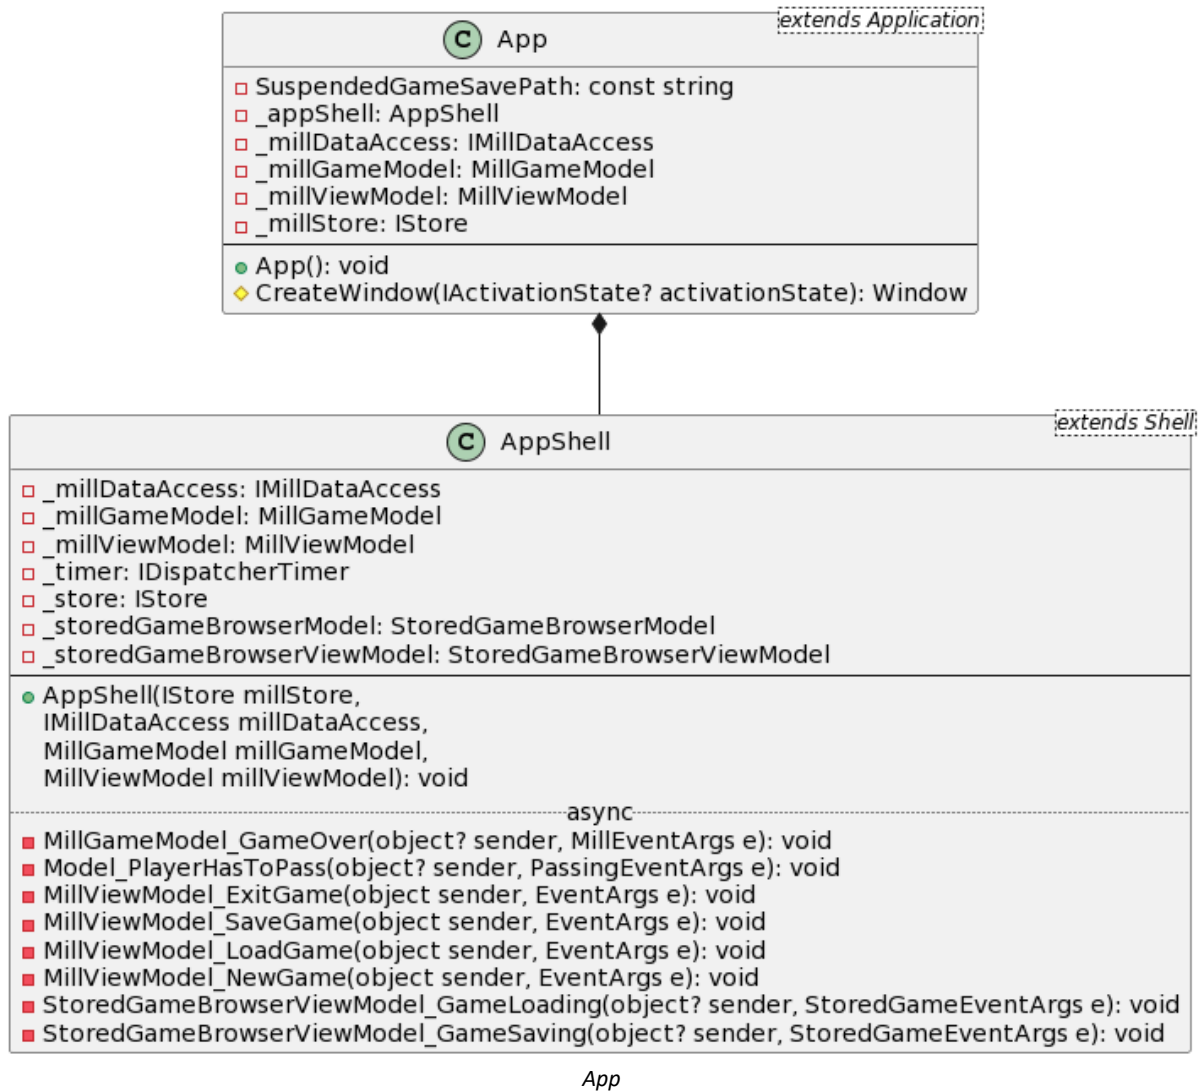 extends Application
C App
SuspendedGameSavePath: const string
_appShell: AppShell
_millDataAccess: IMillDataAccess
_millGameModel: MillGameModel
_millViewModel: MillViewModel
_millStore: IStore
App(): void
CreateWindow(IActivationState? activationState): Window
extends Shell
C AppShell
_millDataAccess: IMillDataAccess
_millGameModel: MillGameModel
_millViewModel: MillViewModel
_timer: IDispatcherTimer
_store: IStore
_storedGameBrowserModel: StoredGameBrowserModel
_storedGameBrowserViewModel: StoredGameBrowserViewModel
AppShell(IStore millStore,
IMillDataAccess millDataAccess,
MillGameModel millGameModel,
MillViewModel millViewModel): void
async
MillGameModel_GameOver(object? sender, MillEventArgs e): void
Model_PlayerHasToPass(object? sender, PassingEventArgs e): void
MillViewModel_ExitGame(object sender, EventArgs e): void
MillViewModel_SaveGame(object sender, EventArgs e): void
MillViewModel_LoadGame(object sender, EventArgs e): void
MillViewModel_NewGame(object sender, EventArgs e): void
StoredGameBrowserViewModel_GameLoading(object? sender, StoredGameEventArgs e): void
StoredGameBrowserViewModel_GameSaving(object? sender, StoredGameEventArgs e): void
App